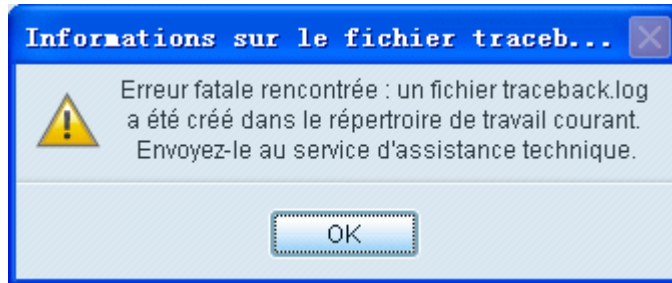 Informations sur le fichier traceb...
Erreur fatale rencontrée : un fichier traceback.log
a été créé dans le répertroire de travail courant.
Envoyez-le au service d'assistance technique.
OK